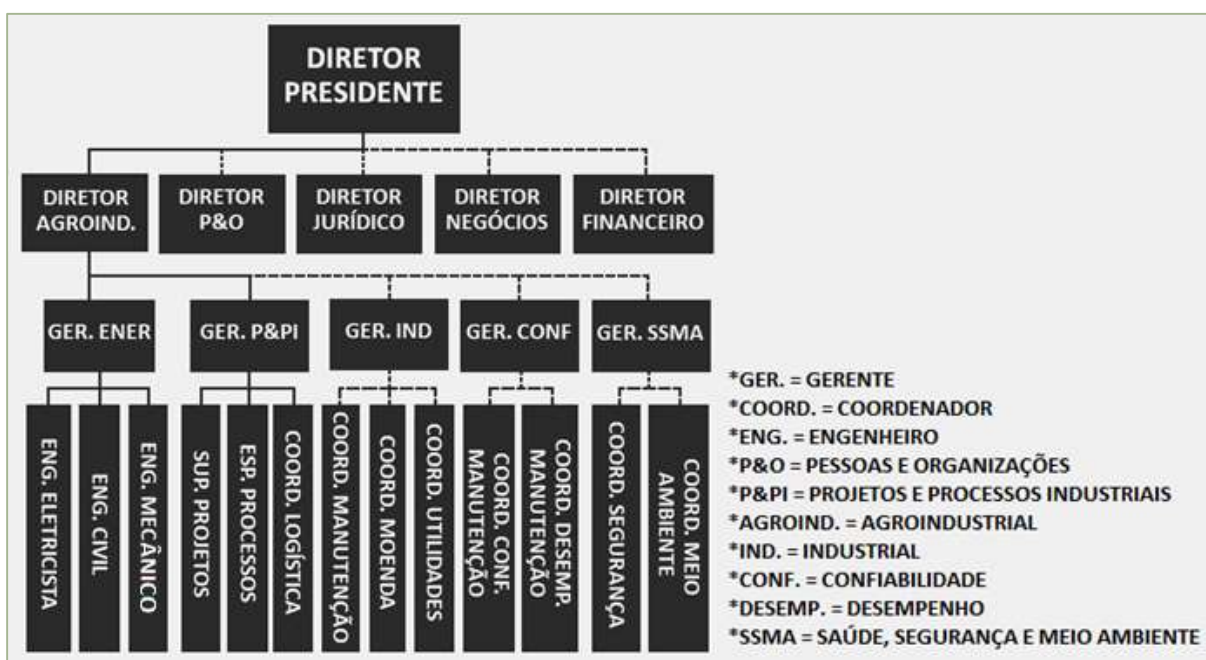 DIRETOR
PRESIDENTE
DIRETOR
AGROIND.
DIRETOR
P&O
DIRETOR
JURÍDICO
DIRETOR
NEGÓCIOS
DIRETOR
FINANCEIRO
GER. ENER
GER. P&PI
GER. IND
GER. CONF
GER. SSMA
ENG. ELETRICISTA
ENG. CIVIL
ENG. MECÂNICO
SUP. PROJETOS
ESP. PROCESSOS
COORD. LOGÍSTICA
COORD. MANUTENÇÃO
COORD. MOENDA
COORD. UTILIDADES
COORD. CONF.
MANUTENÇÃO
COORD. DESEMP.
MANUTENÇÃO
COORD. SEGURANÇA
COORD. MEIO
AMBIENTE
*GER. = GERENTE
*COORD. = COORDENADOR
*ENG. = ENGENHEIRO
*P&O = PESSOAS E ORGANIZAÇÕES
*P&PI = PROJETOS E PROCESSOS INDUSTRIAIS
*AGROIND. = AGROINDUSTRIAL
*IND. = INDUSTRIAL
*CONF. = CONFIABILIDADE
*DESEMP. = DESEMPENHO
*SSMA = SAÚDE, SEGURANÇA E MEIO AMBIENTE